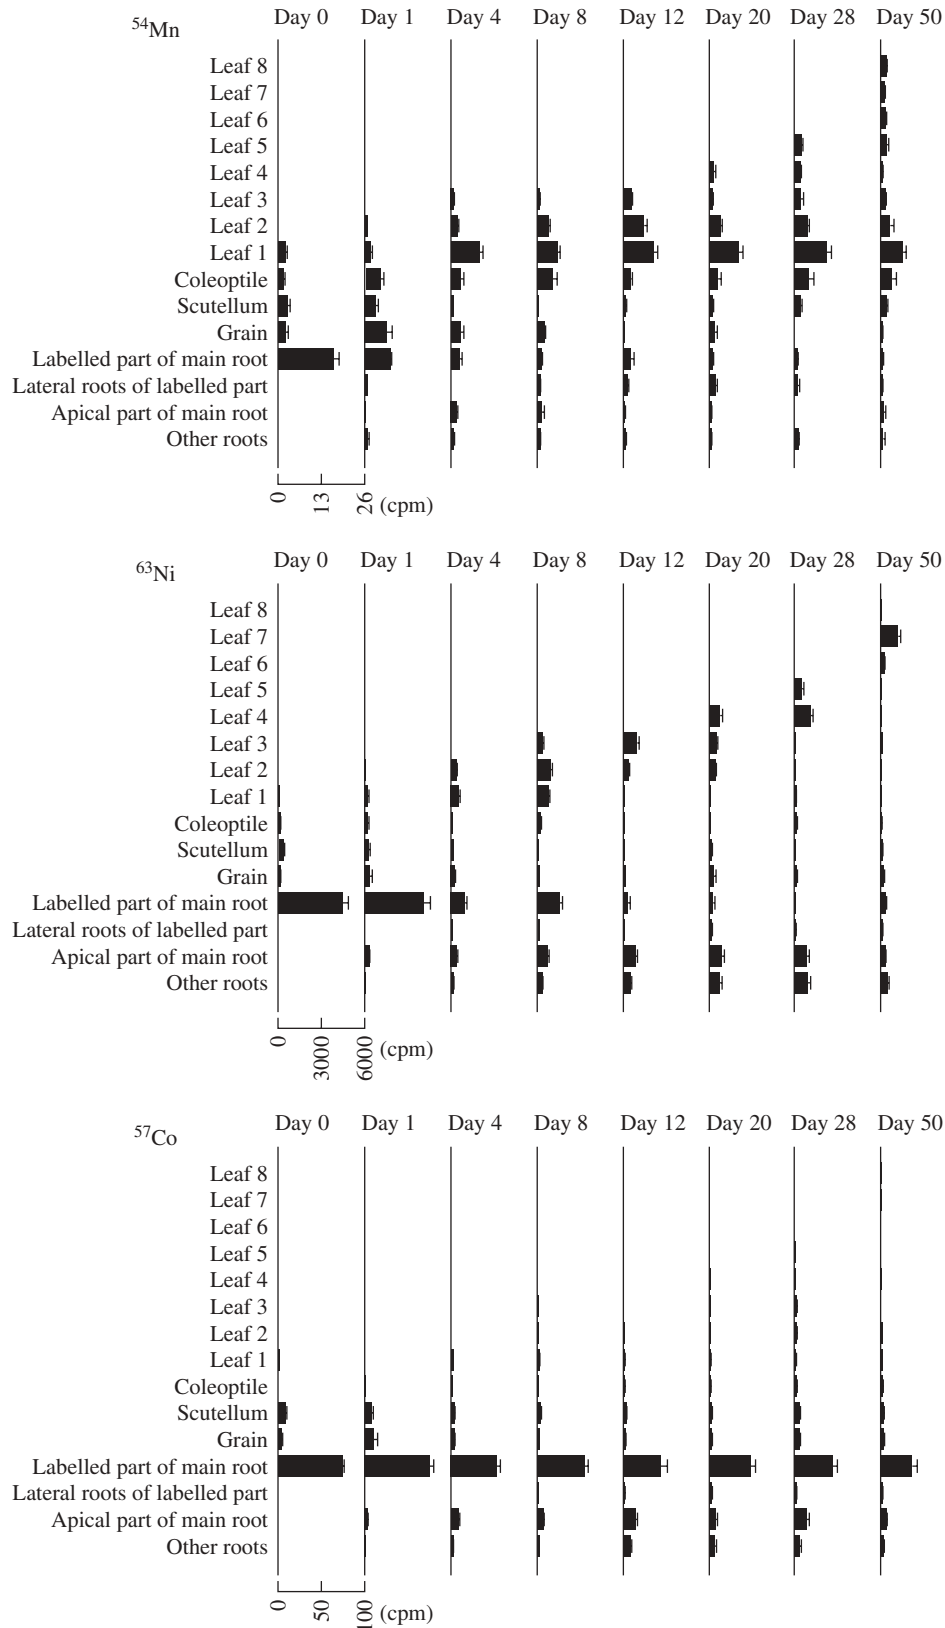 54Mn
Day 0 Day 1 Day 4 Day 8 Day 12 Day 20 Day 28 Day 50
Leaf 8
Leaf 7
Leaf 6
Leaf 5
Leaf 4
Leaf 3
Leaf 2
Leaf 1
Coleoptile
Scutellum
Grain
Labelled part of main root
Lateral roots of labelled part
Apical part of main root
Other roots
0 13 26 (cpm)
63Ni
Day 0 Day 1 Day 4 Day 8 Day 12 Day 20 Day 28 Day 50
Leaf 8
Leaf 7
Leaf 6
Leaf 5
Leaf 4
Leaf 3
Leaf 2
Leaf 1
Coleoptile
Scutellum
Grain
Labelled part of main root
Lateral roots of labelled part
Apical part of main root
Other roots
0 3000 6000 (cpm)
57Co
Day 0 Day 1 Day 4 Day 8 Day 12 Day 20 Day 28 Day 50
Leaf 8
Leaf 7
Leaf 6
Leaf 5
Leaf 4
Leaf 3
Leaf 2
Leaf 1
Coleoptile
Scutellum
Grain
Labelled part of main root
Lateral roots of labelled part
Apical part of main root
Other roots
0 50 100 (cpm)